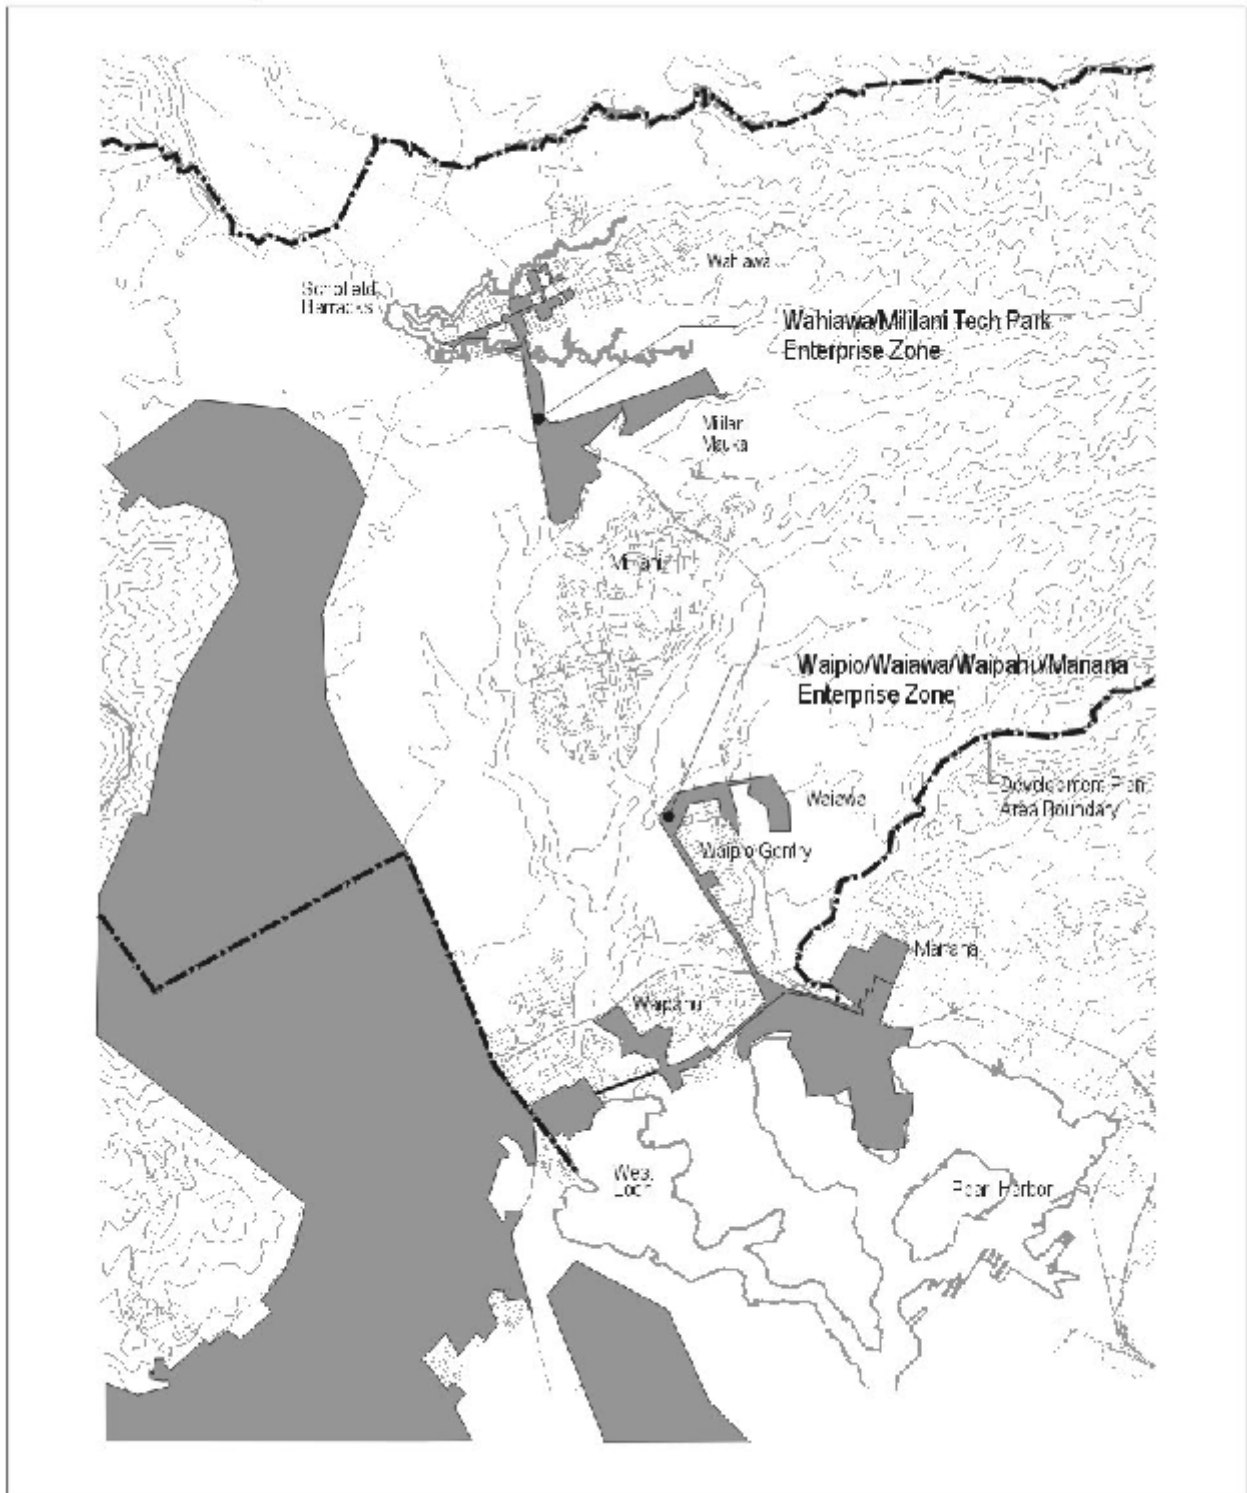 Wahiawa
Schofield
Barracks
Wahiawa/Mililani Tech Park
Enterprise Zone
Mililani
Mauka
Mililani
Waipio/Waiawa/Waipahu/Manana
Enterprise Zone
Development Plan
Area Boundary
Waiawa
Waipio Gentry
Manana
Waipahu
West
Loch
Pearl Harbor